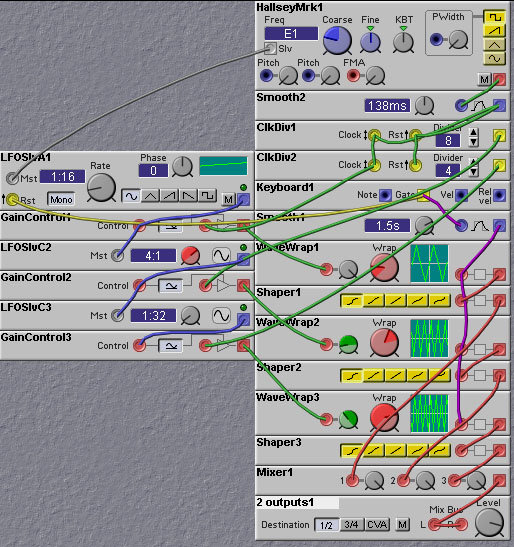 HallseyMrk1
Freq Coarse Fine KBT PWidth
E1
Slv
Pitch Pitch FMA
M
Smooth2
138ms
ClkDiv1 Clock Rst Divider
8
ClkDiv2 Clock Rst Divider
4
LFOSlvA1 Phase
Mst 1:16 Rate 0
Rst Mono M
Keyboard1 Note Gate Vel Rel vel
GainControl1 Control
Smooth1
1.5s
LFOSlvC2
Mst 4:1
WaveWrap1 Wrap
GainControl2
Control
Shaper1
LFOSlvC3
Mst 1:32
WaveWrap2 Wrap
GainControl3
Control
Shaper2
WaveWrap3 Wrap
Shaper3
Mixer1
1 2 3
2 outputs1 Level
Mix Bus
Destination 1/2 3/4 CVA M L R